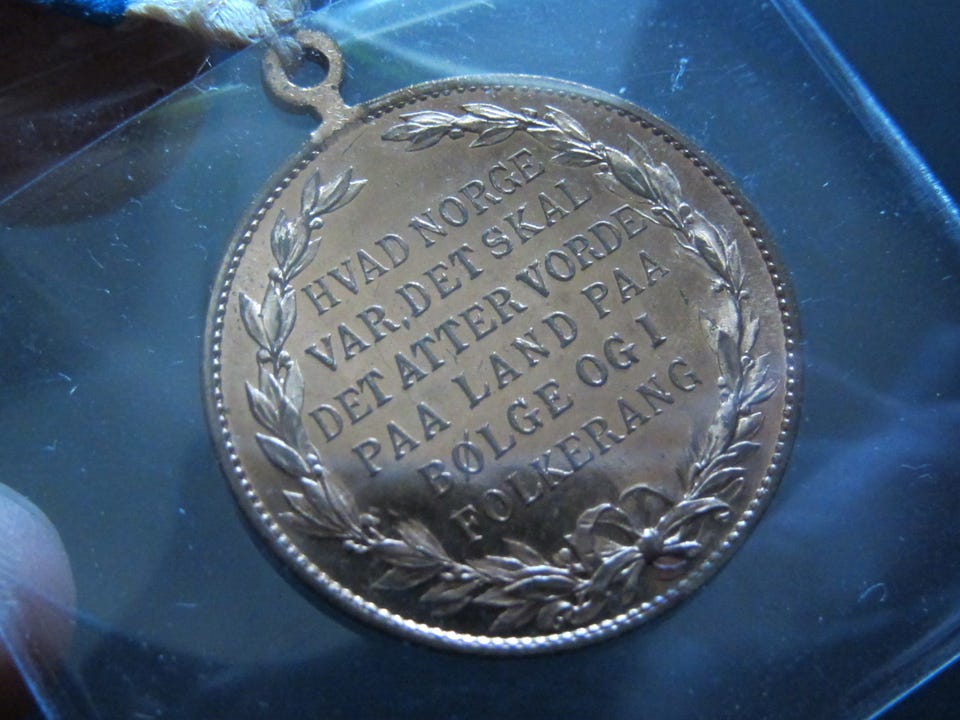 HVAD NORGE
VAR, DET SKAL
DET ATTER VORDE
PAA LAND PAA
BØLGE OG I
FOLKERANG